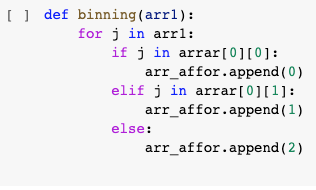 [ ] def binning(arr1):
for j in arr1:
if j in arrar[0][0]:
arr_affor.append(0)
elif j in arrar[0][1]:
arr_affor.append(1)
else:
arr_affor.append(2)